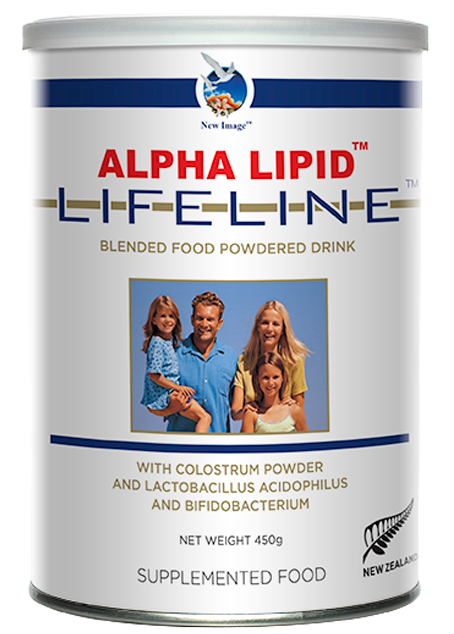 New Image™
ALPHA LIPID™
LIFELINE™
BLENDED FOOD POWDERED DRINK
WITH COLOSTRUM POWDER
AND LACTOBACILLUS ACIDOPHILUS
AND BIFIDOBACTERIUM
NET WEIGHT 450g
NEW ZEALAND
SUPPLEMENTED FOOD